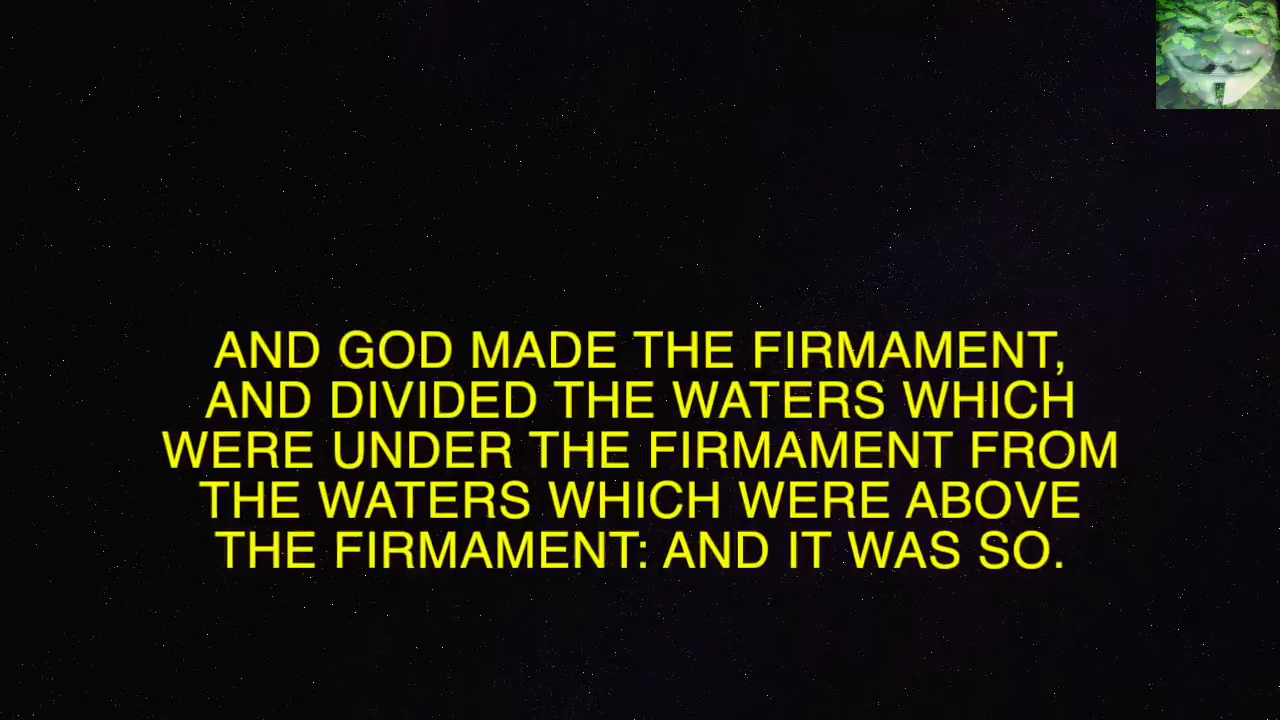 AND GOD MADE THE FIRMAMENT,
AND DIVIDED THE WATERS WHICH
WERE UNDER THE FIRMAMENT FROM
THE WATERS WHICH WERE ABOVE
THE FIRMAMENT: AND IT WAS SO.